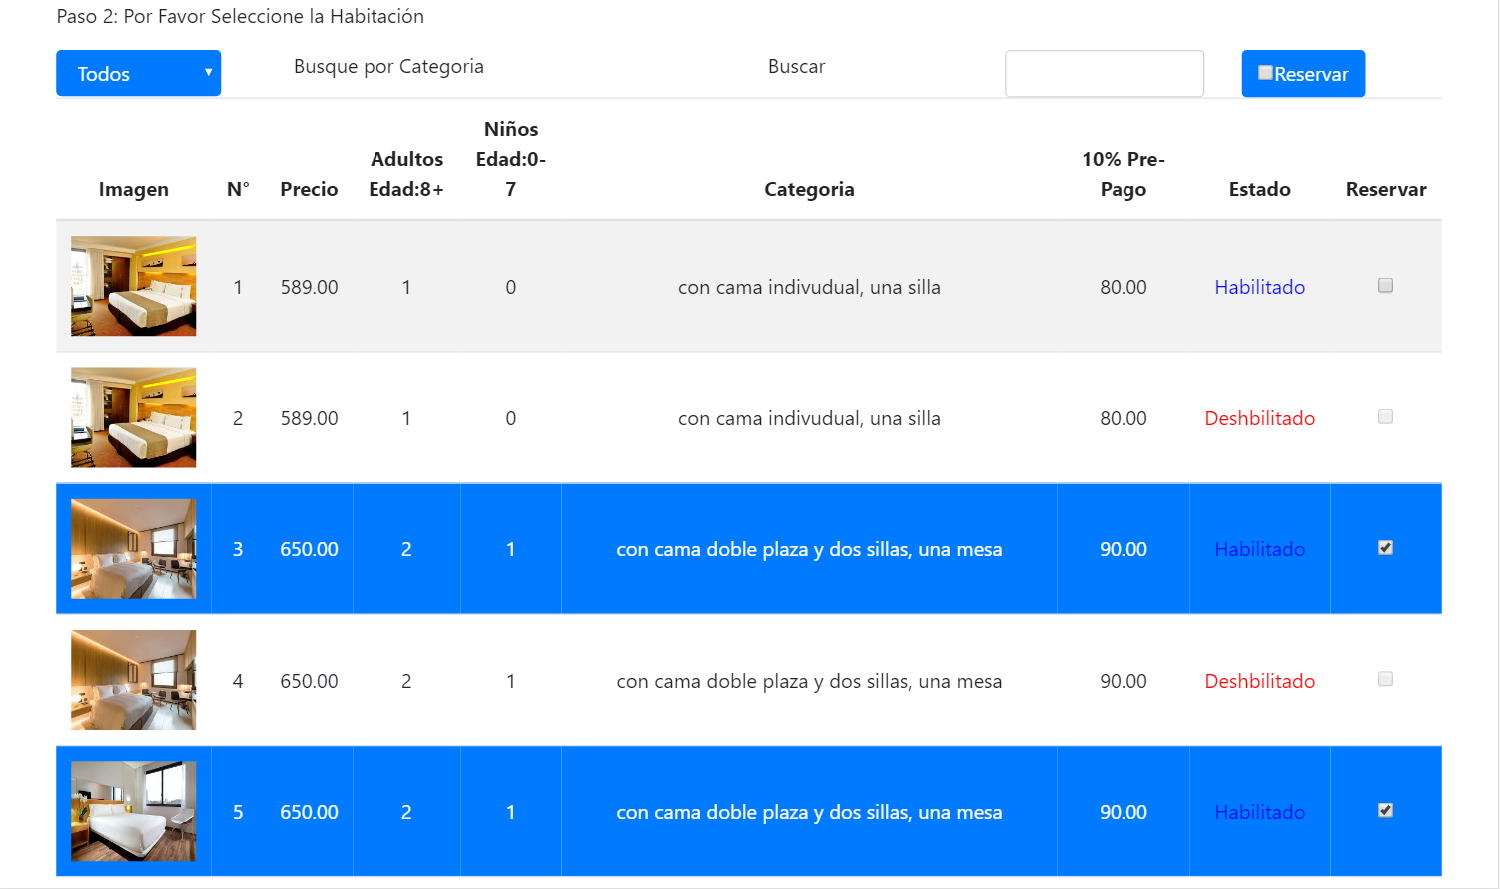 Paso 2: Por Favor Seleccione la Habitación
Todos Busque por Categoria Buscar Reservar
Imagen N° Precio Adultos Edad:8+ Niños Edad:0-7 Categoria 10% Pre-Pago Estado Reservar
1 589.00 1 0 con cama indivudual, una silla 80.00 Habilitado
2 589.00 1 0 con cama indivudual, una silla 80.00 Deshbilitado
3 650.00 2 1 con cama doble plaza y dos sillas, una mesa 90.00 Habilitado
4 650.00 2 1 con cama doble plaza y dos sillas, una mesa 90.00 Deshbilitado
5 650.00 2 1 con cama doble plaza y dos sillas, una mesa 90.00 Habilitado